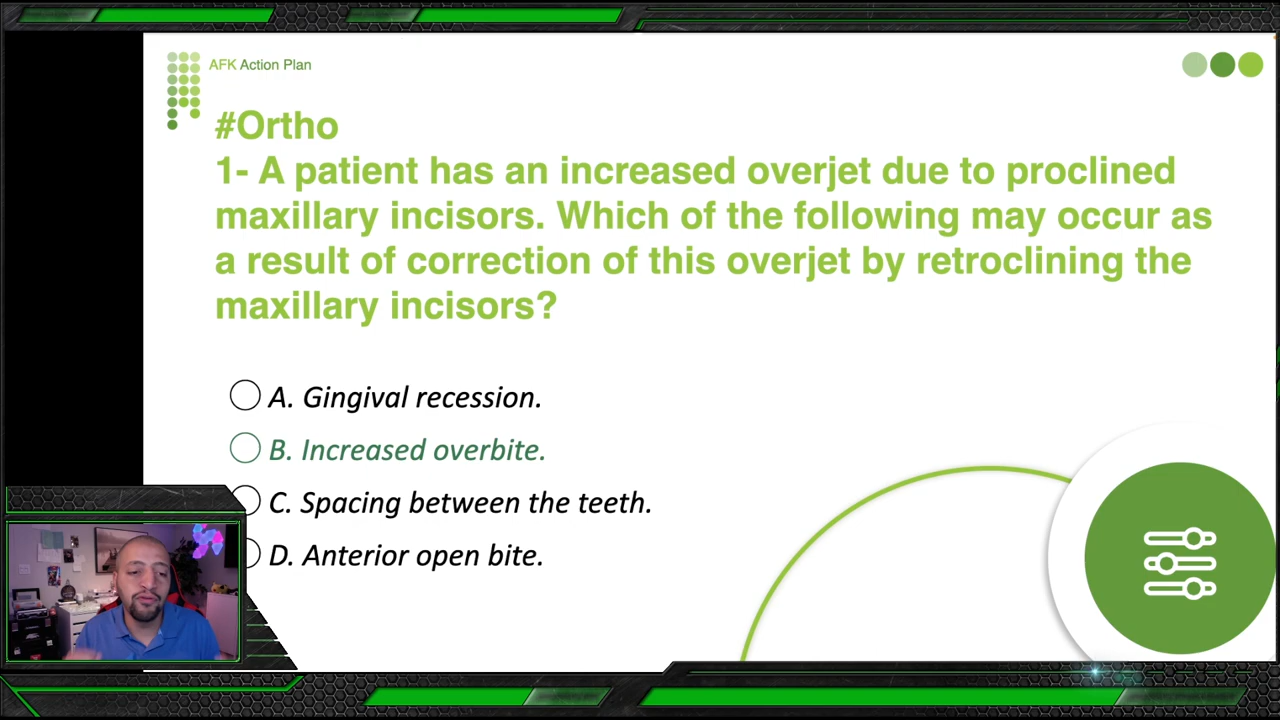 AFK Action Plan
#Ortho
1- A patient has an increased overjet due to proclined
maxillary incisors. Which of the following may occur as
a result of correction of this overjet by retroclining the
maxillary incisors?
A. Gingival recession.
B. Increased overbite.
C. Spacing between the teeth.
D. Anterior open bite.